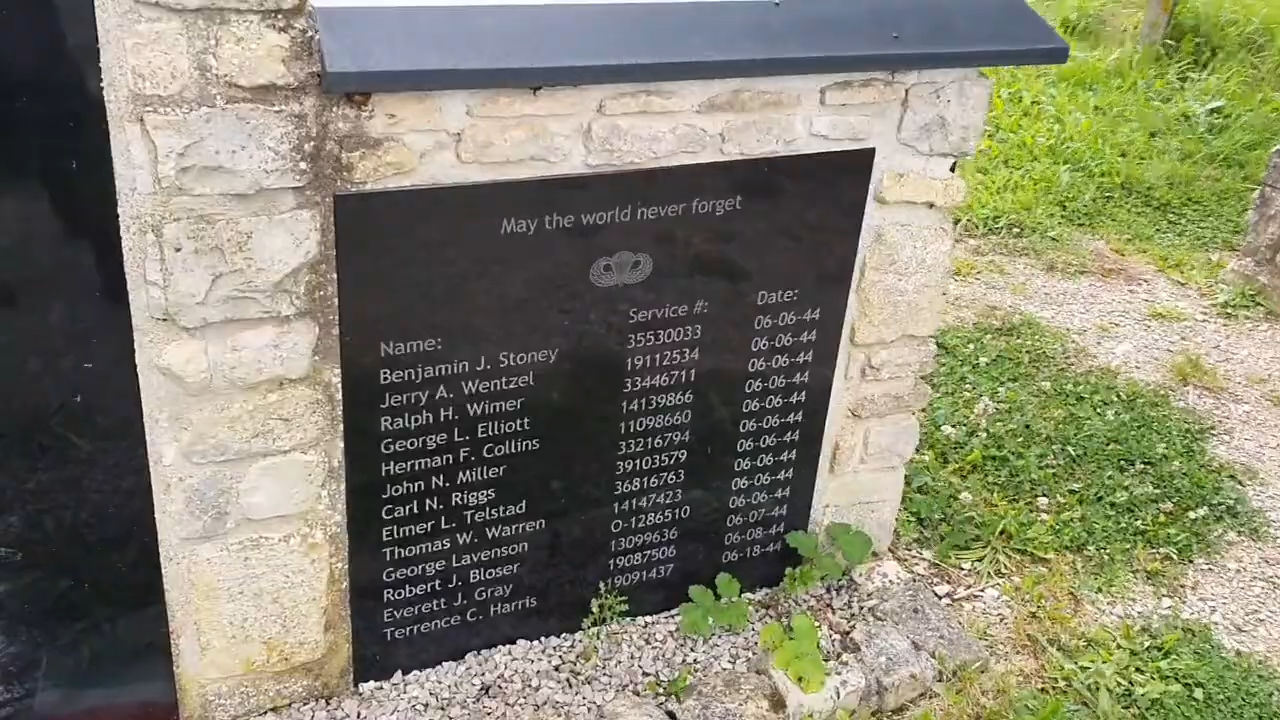 May the world never forget
Name: Service #: Date:
Benjamin J. Stoney 35530033 06-06-44
Jerry A. Wentzel 19112534 06-06-44
Ralph H. Wimer 33446711 06-06-44
George L. Elliott 14139866 06-06-44
Herman F. Collins 11098660 06-06-44
John N. Miller 33216794 06-06-44
Carl N. Riggs 39103579 06-06-44
Elmer L. Telstad 36816763 06-06-44
Thomas W. Warren 14147423 06-06-44
George Lavenson O-1286510 06-06-44
Robert J. Bloser 13099636 06-07-44
Everett J. Gray 19087506 06-08-44
Terrence C. Harris 19091437 06-18-44